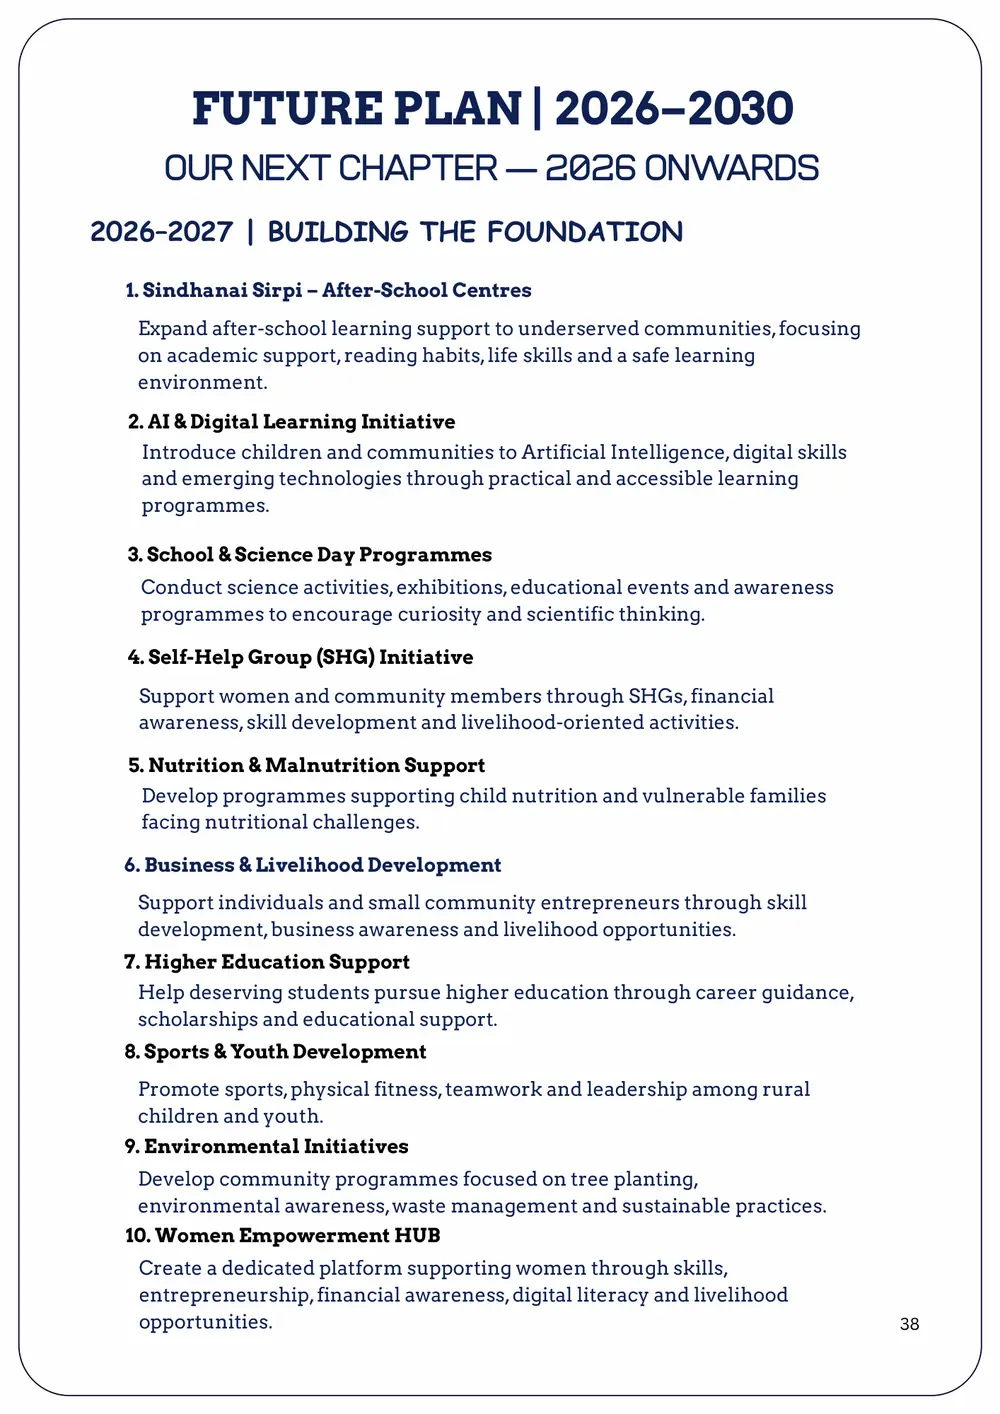 FUTURE PLAN | 2026–2030
OUR NEXT CHAPTER — 2026 ONWARDS
2026–2027 | BUILDING THE FOUNDATION
1. Sindhanai Sirpi – After-School Centres
Expand after-school learning support to underserved communities, focusing
on academic support, reading habits, life skills and a safe learning
environment.
2. AI & Digital Learning Initiative
Introduce children and communities to Artificial Intelligence, digital skills
and emerging technologies through practical and accessible learning
programmes.
3. School & Science Day Programmes
Conduct science activities, exhibitions, educational events and awareness
programmes to encourage curiosity and scientific thinking.
4. Self-Help Group (SHG) Initiative
Support women and community members through SHGs, financial
awareness, skill development and livelihood-oriented activities.
5. Nutrition & Malnutrition Support
Develop programmes supporting child nutrition and vulnerable families
facing nutritional challenges.
6. Business & Livelihood Development
Support individuals and small community entrepreneurs through skill
development, business awareness and livelihood opportunities.
7. Higher Education Support
Help deserving students pursue higher education through career guidance,
scholarships and educational support.
8. Sports & Youth Development
Promote sports, physical fitness, teamwork and leadership among rural
children and youth.
9. Environmental Initiatives
Develop community programmes focused on tree planting,
environmental awareness, waste management and sustainable practices.
10. Women Empowerment HUB
Create a dedicated platform supporting women through skills,
entrepreneurship, financial awareness, digital literacy and livelihood
opportunities.
38